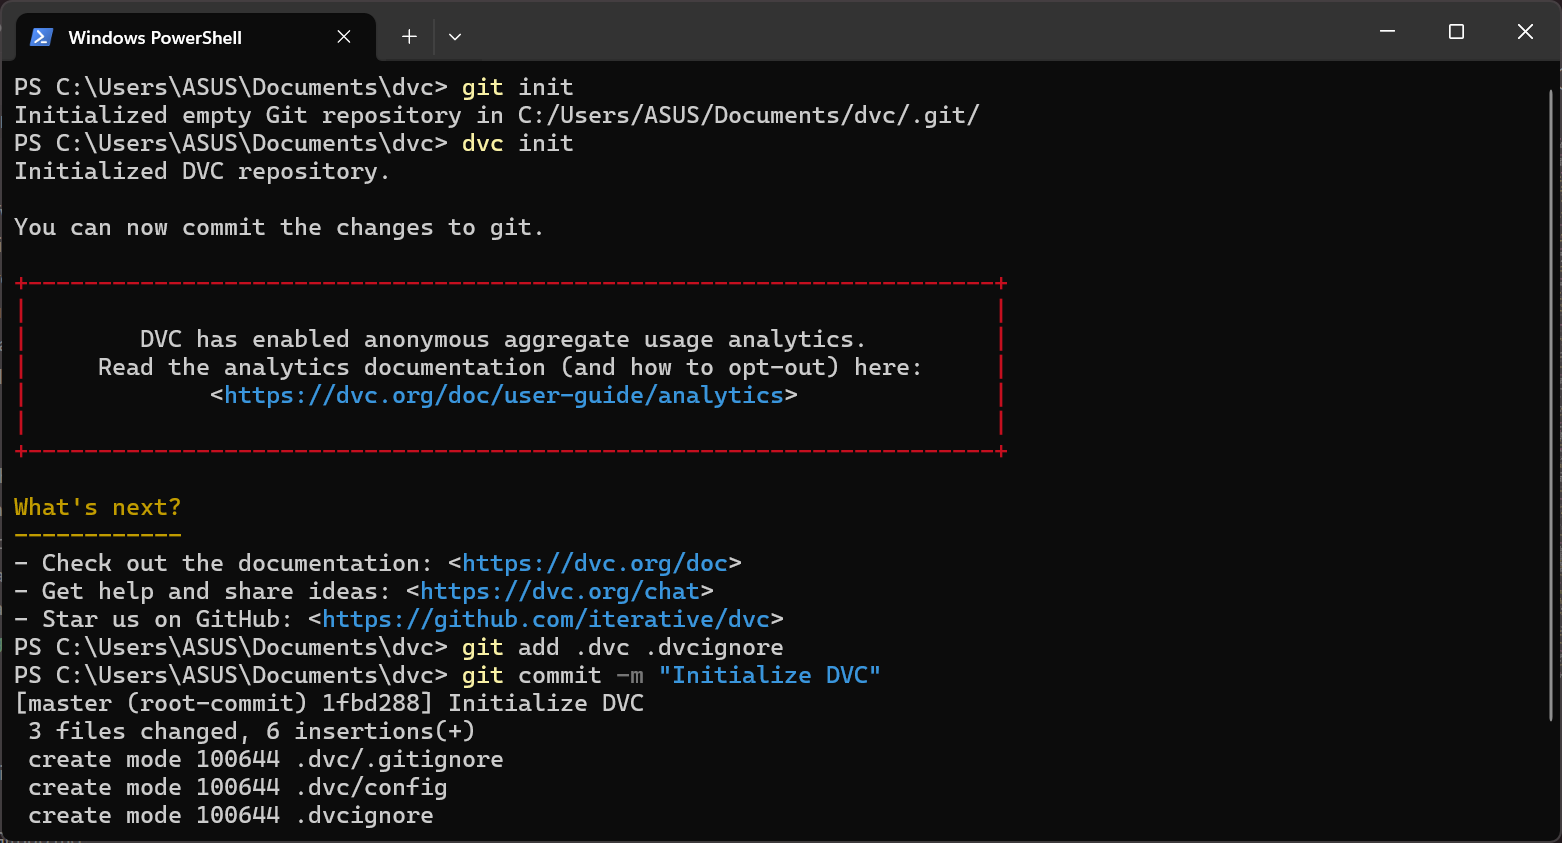 Windows PowerShell
PS C:\Users\ASUS\Documents\dvc> git init
Initialized empty Git repository in C:/Users/ASUS/Documents/dvc/.git/
PS C:\Users\ASUS\Documents\dvc> dvc init
Initialized DVC repository.
You can now commit the changes to git.
+---------------------------------------------------------------------+
|                                                                     |
|        DVC has enabled anonymous aggregate usage analytics.         |
|     Read the analytics documentation (and how to opt-out) here:     |
|             <https://dvc.org/doc/user-guide/analytics>              |
|                                                                     |
+---------------------------------------------------------------------+
What's next?
------------
- Check out the documentation: <https://dvc.org/doc>
- Get help and share ideas: <https://dvc.org/chat>
- Star us on GitHub: <https://github.com/iterative/dvc>
PS C:\Users\ASUS\Documents\dvc> git add .dvc .dvcignore
PS C:\Users\ASUS\Documents\dvc> git commit -m "Initialize DVC"
[master (root-commit) 1fbd288] Initialize DVC
 3 files changed, 6 insertions(+)
 create mode 100644 .dvc/.gitignore
 create mode 100644 .dvc/config
 create mode 100644 .dvcignore